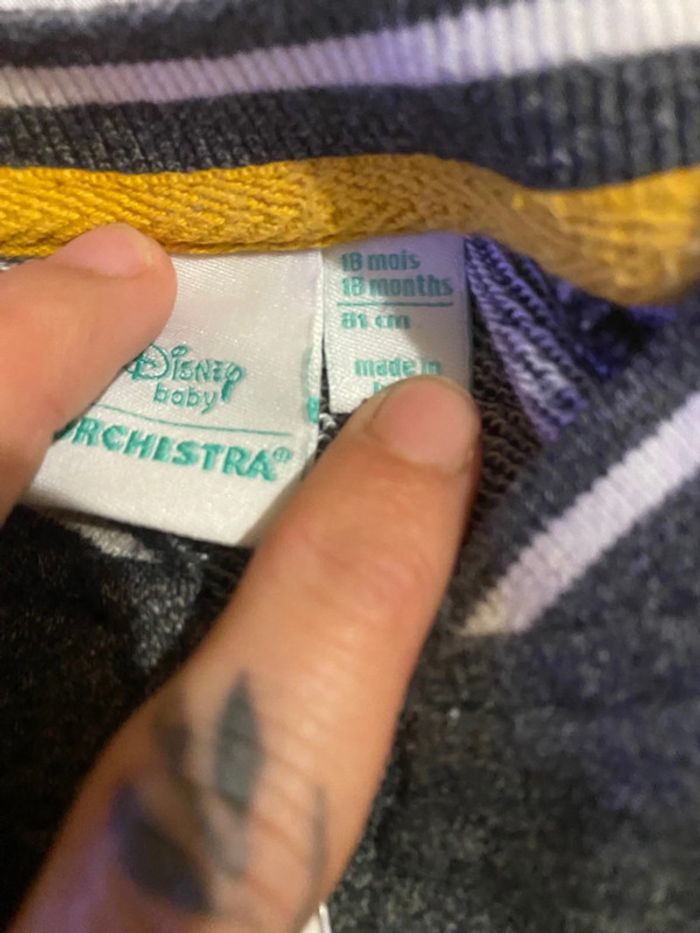 Disney
baby
ORCHESTRA®
18 mois
18 months
81 cm
made in